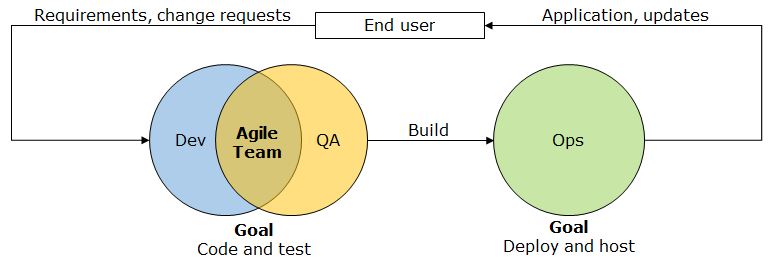 Requirements, change requests
End user
Application, updates
Dev
Agile
Team
QA
Build
Ops
Goal
Code and test
Goal
Deploy and host